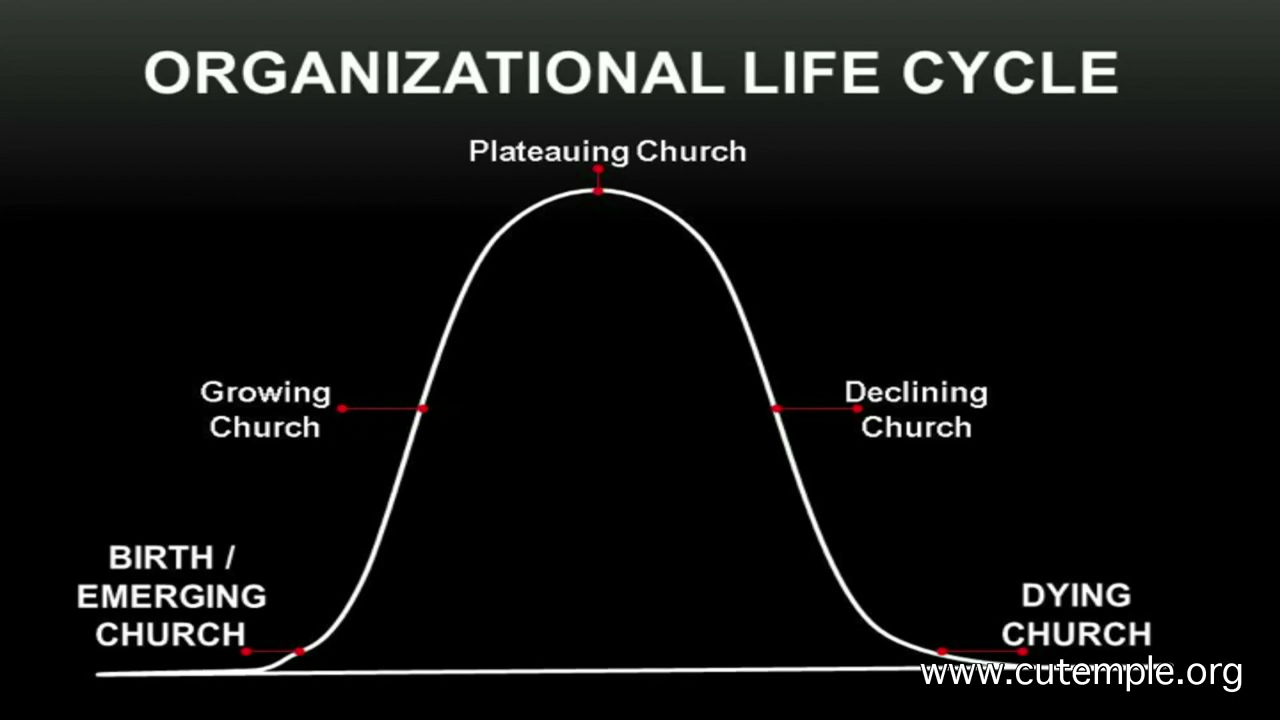 ORGANIZATIONAL LIFE CYCLE
Plateauing Church
Growing
Church
Declining
Church
BIRTH /
EMERGING
CHURCH
DYING
CHURCH
www.cutemple.org